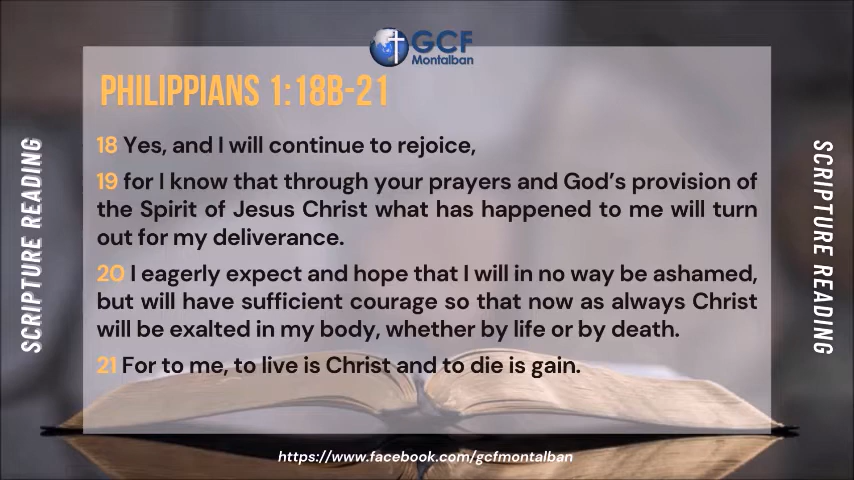 GCF
Montalban
PHILIPPIANS 1:18B-21
18 Yes, and I will continue to rejoice,
19 for I know that through your prayers and God’s provision of
the Spirit of Jesus Christ what has happened to me will turn
out for my deliverance.
20 I eagerly expect and hope that I will in no way be ashamed,
but will have sufficient courage so that now as always Christ
will be exalted in my body, whether by life or by death.
21 For to me, to live is Christ and to die is gain.
SCRIPTURE READING
SCRIPTURE READING
https://www.facebook.com/gcfmontalban